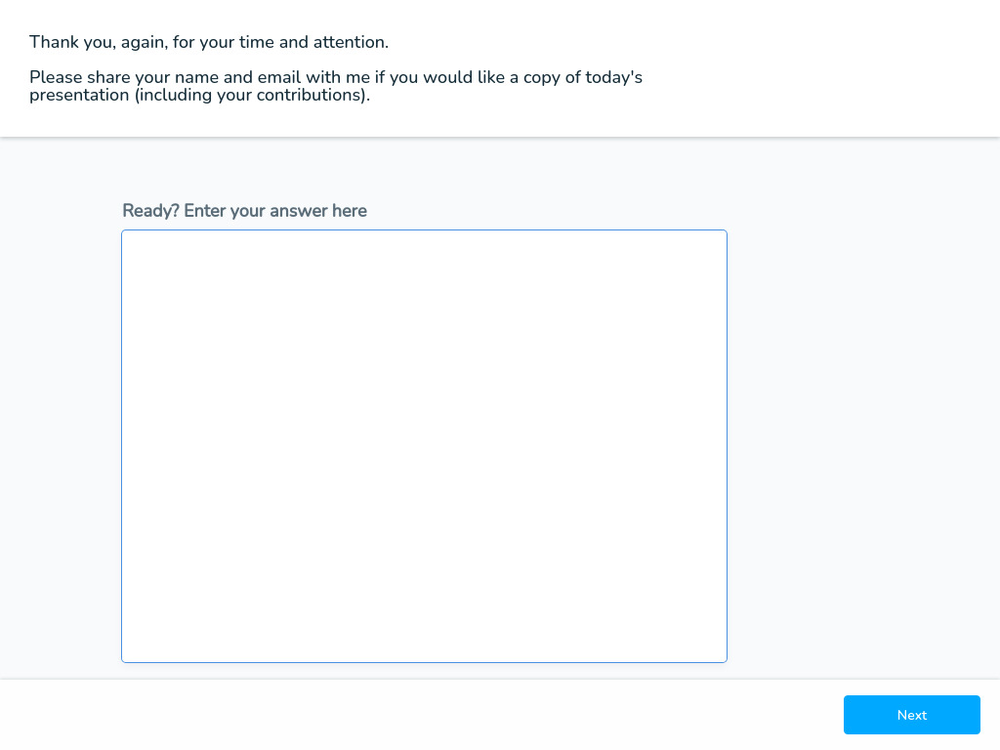 Thank you, again, for your time and attention.
Please share your name and email with me if you would like a copy of today's
presentation (including your contributions).
Ready? Enter your answer here
Next